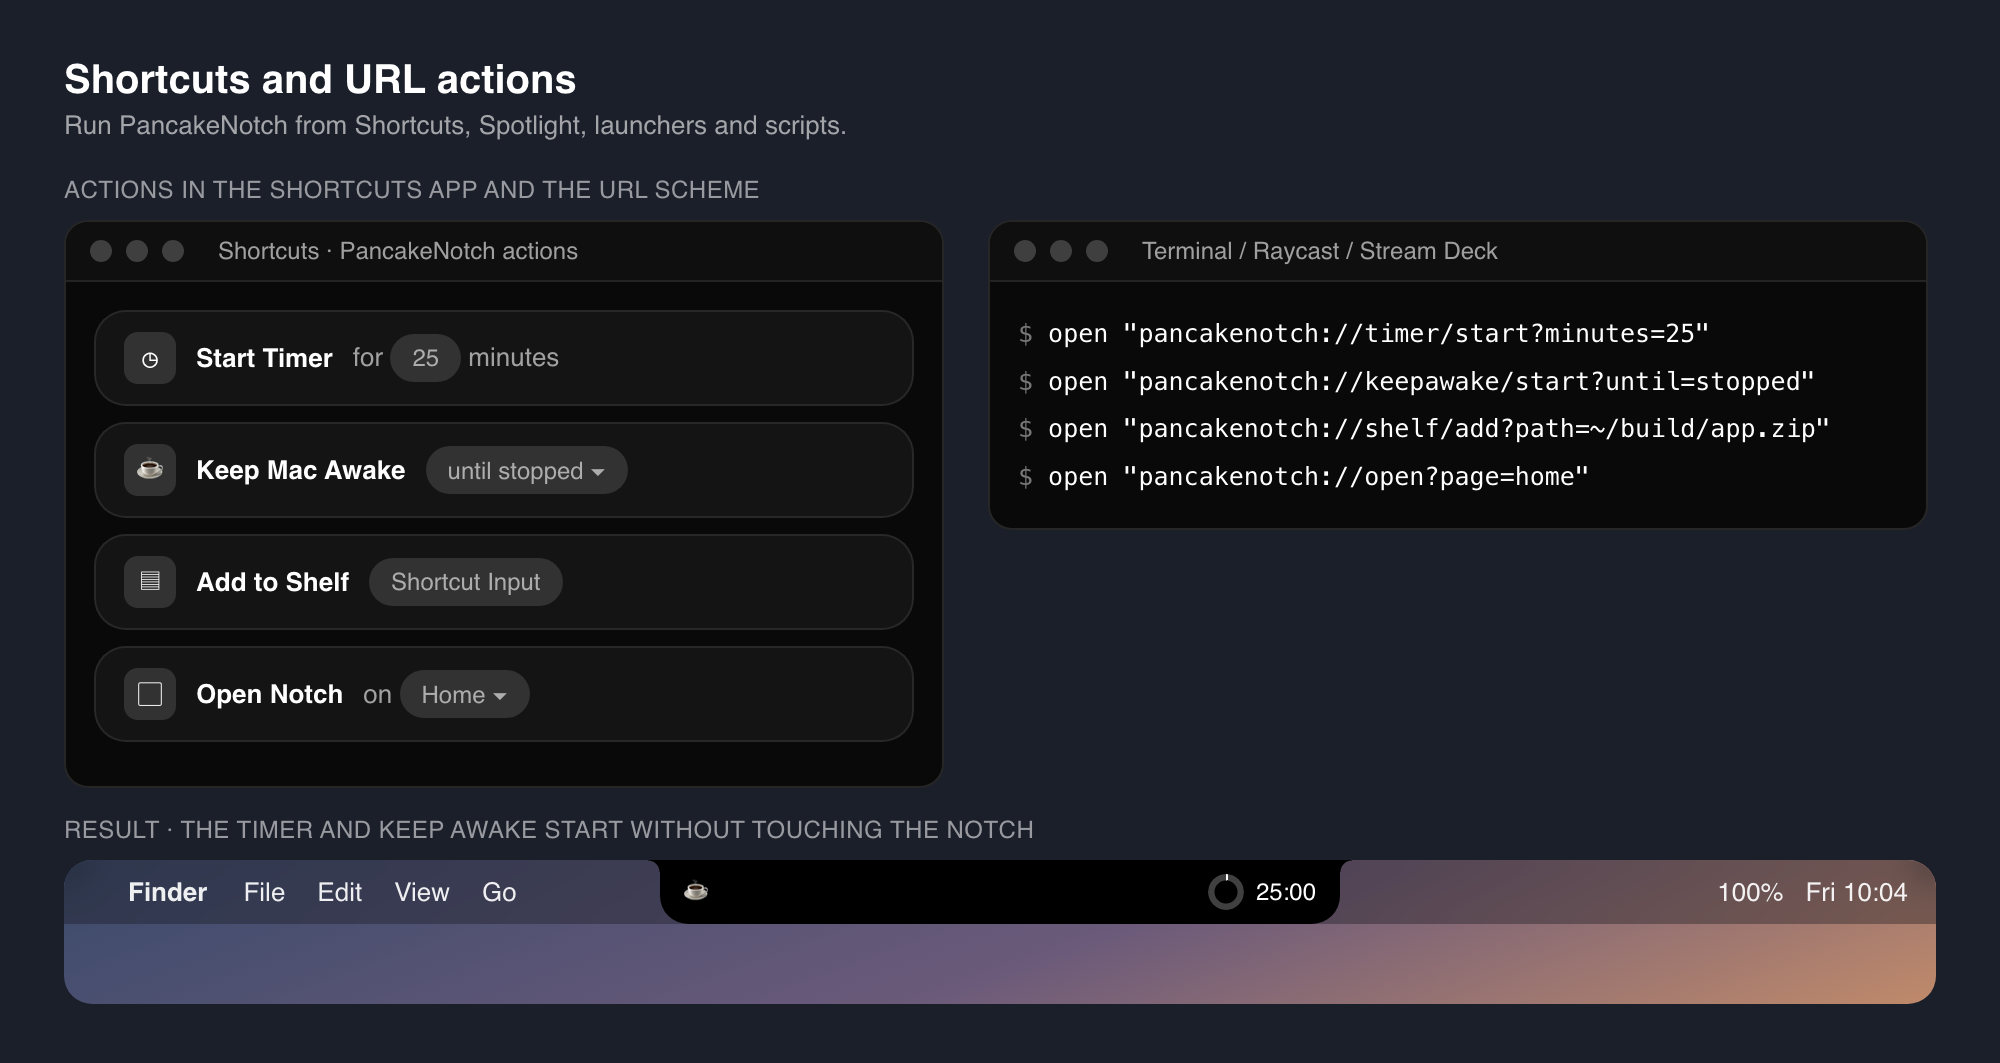 Shortcuts and URL actions
Run PancakeNotch from Shortcuts, Spotlight, launchers and scripts.
ACTIONS IN THE SHORTCUTS APP AND THE URL SCHEME
Shortcuts · PancakeNotch actions
Start Timer for 25 minutes
Keep Mac Awake until stopped
Add to Shelf Shortcut Input
Open Notch on Home
Terminal / Raycast / Stream Deck
$ open "pancakenotch://timer/start?minutes=25"
$ open "pancakenotch://keepawake/start?until=stopped"
$ open "pancakenotch://shelf/add?path=~/build/app.zip"
$ open "pancakenotch://open?page=home"
RESULT · THE TIMER AND KEEP AWAKE START WITHOUT TOUCHING THE NOTCH
Finder File Edit View Go 25:00 100% Fri 10:04